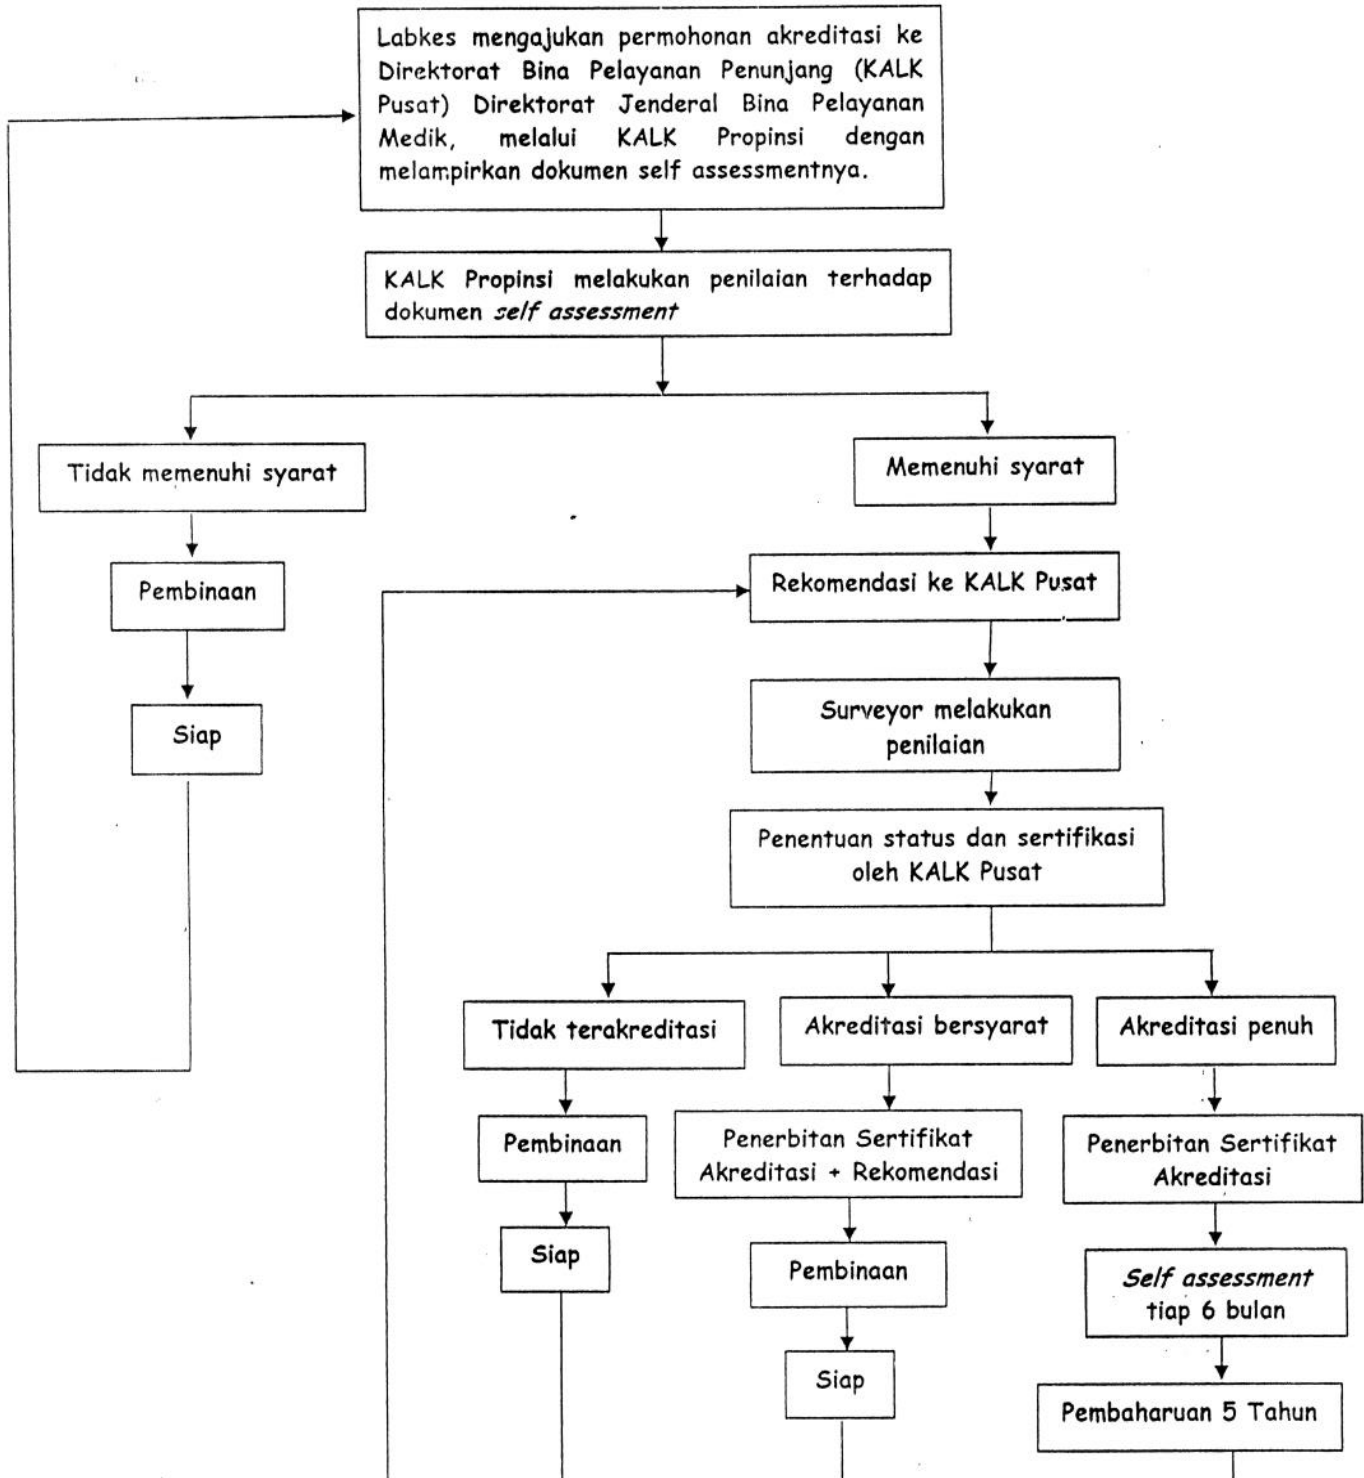 Labkes mengajukan permohonan akreditasi ke
Direktorat Bina Pelayanan Penunjang (KALK
Pusat) Direktorat Jenderal Bina Pelayanan
Medik, melalui KALK Propinsi dengan
melampirkan dokumen self assessmentnya.
KALK Propinsi melakukan penilaian terhadap
dokumen self assessment
Tidak memenuhi syarat
Memenuhi syarat
Pembinaan
Rekomendasi ke KALK Pusat
Siap
Surveyor melakukan
penilaian
Penentuan status dan sertifikasi
oleh KALK Pusat
Tidak terakreditasi
Akreditasi bersyarat
Akreditasi penuh
Pembinaan
Penerbitan Sertifikat
Akreditasi + Rekomendasi
Penerbitan Sertifikat
Akreditasi
Siap
Pembinaan
Self assessment
tiap 6 bulan
Siap
Pembaharuan 5 Tahun